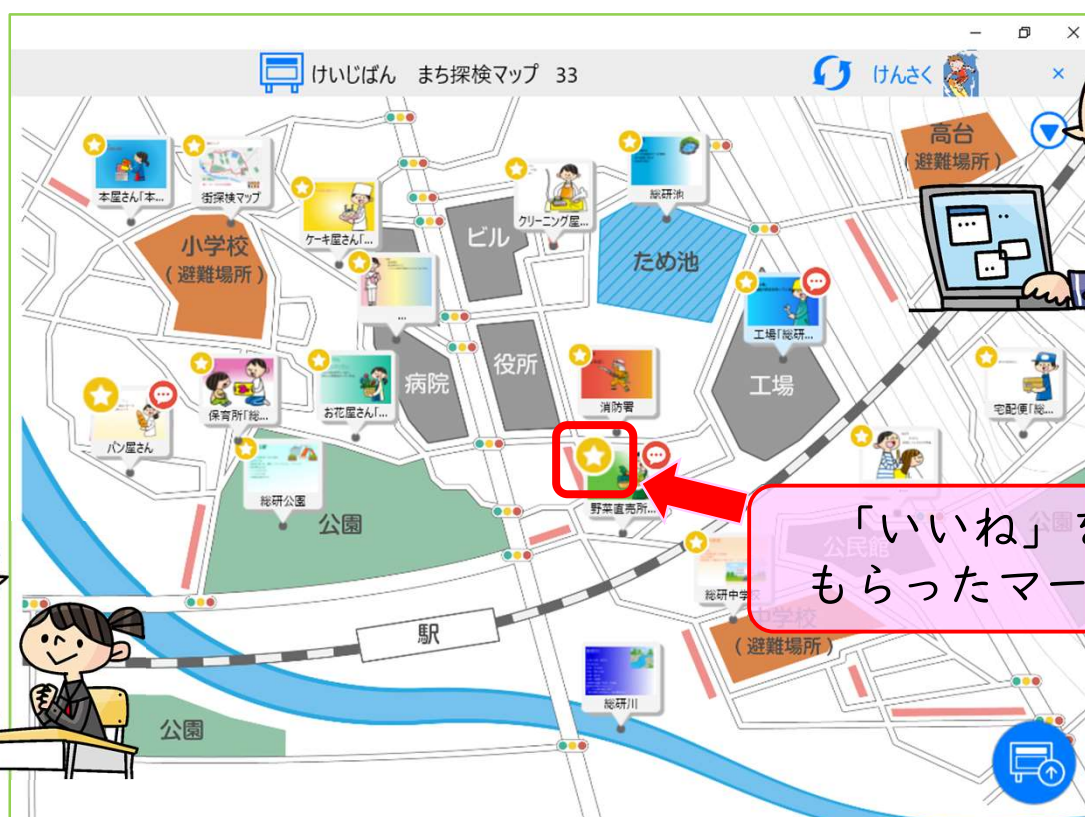 けいじばん まち探検マップ 33
けんさく
高台
(避難場所)
本屋さん「本...
街探検マップ
ケーキ屋さん「...
クリーニング屋...
総研池
小学校
(避難場所)
ビル
ため池
...
工場「総研...
役所
病院
工場
保育所「総...
お花屋さん「...
消防署
宅配便「総...
パン屋さん
総研公園
公園
野菜直売所...
「いいね」を
もらったマー
公園
公民館
総研中学校
中学校
(避難場所)
駅
総研川
公園